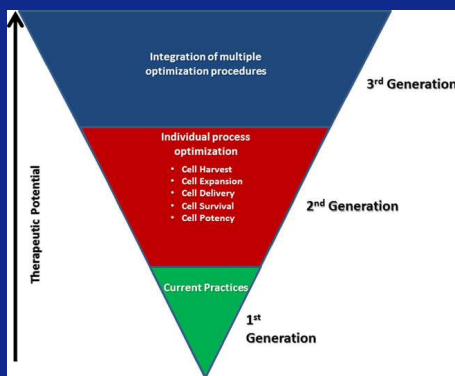 Integration of multiple
optimization procedures
3rd Generation
Individual process
optimization
• Cell Harvest
• Cell Expansion
• Cell Delivery
• Cell Survival
• Cell Potency
2nd Generation
Current Practices
1st
Generation
Therapeutic Potential